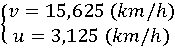 v = 15,625 (km/h)
u = 3,125 (km/h)